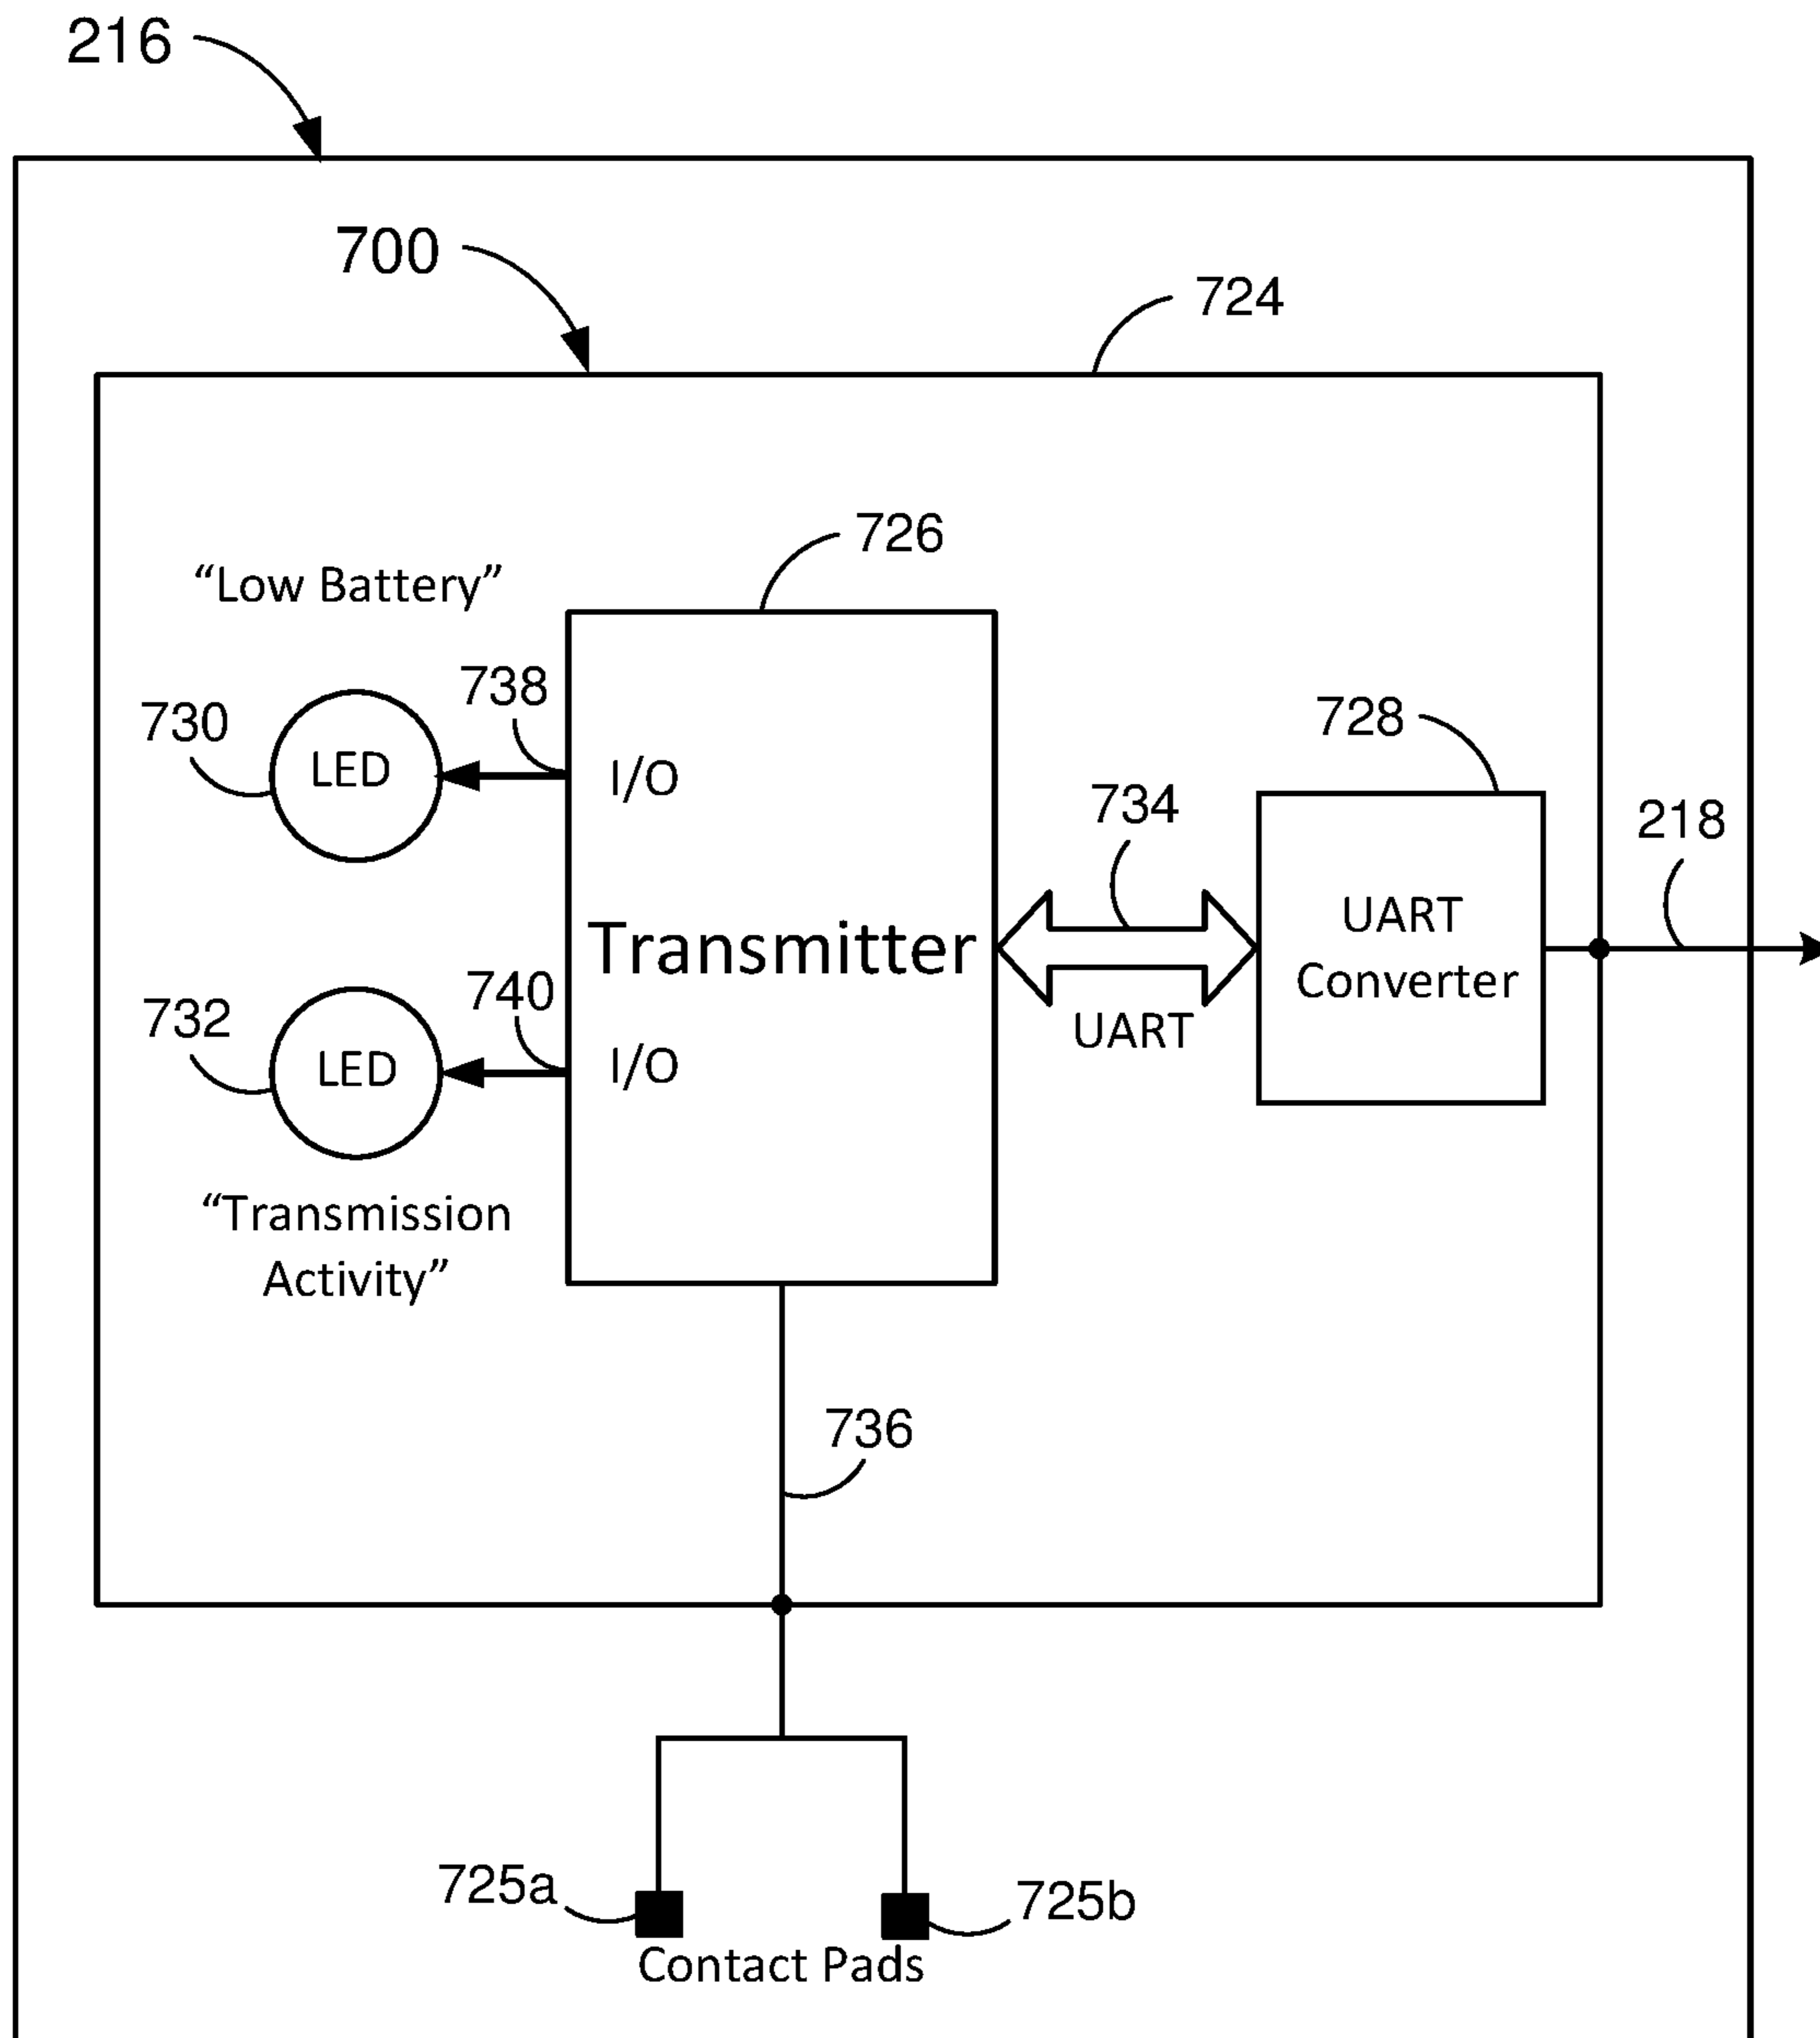 216
700
724
726
“Low Battery”
738
730
LED
I/O
728
734
218
Transmitter
UART
Converter
UART
740
732
LED
I/O
“Transmission
Activity”
736
725a
725b
Contact Pads